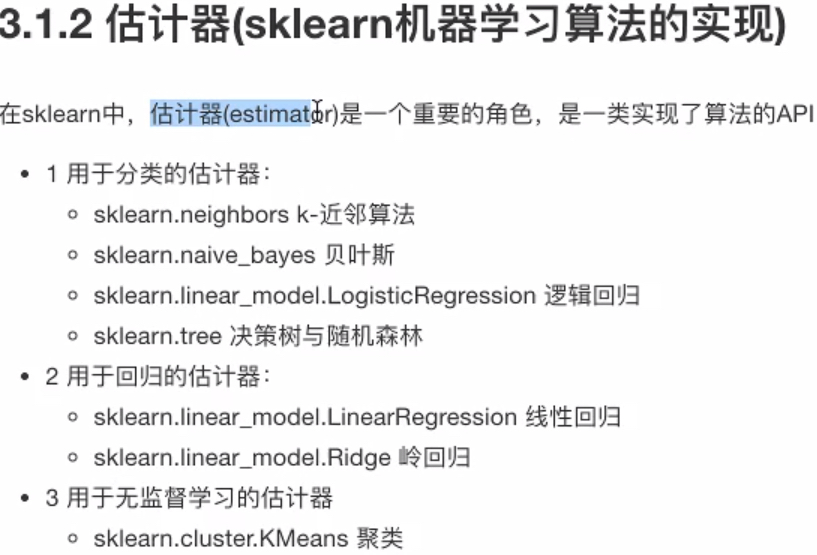 3.1.2 估计器(sklearn机器学习算法的实现)
在sklearn中，估计器(estimator)是一个重要的角色，是一类实现了算法的API
1 用于分类的估计器：
sklearn.neighbors k-近邻算法
sklearn.naive_bayes 贝叶斯
sklearn.linear_model.LogisticRegression 逻辑回归
sklearn.tree 决策树与随机森林
2 用于回归的估计器：
sklearn.linear_model.LinearRegression 线性回归
sklearn.linear_model.Ridge 岭回归
3 用于无监督学习的估计器
sklearn.cluster.KMeans 聚类